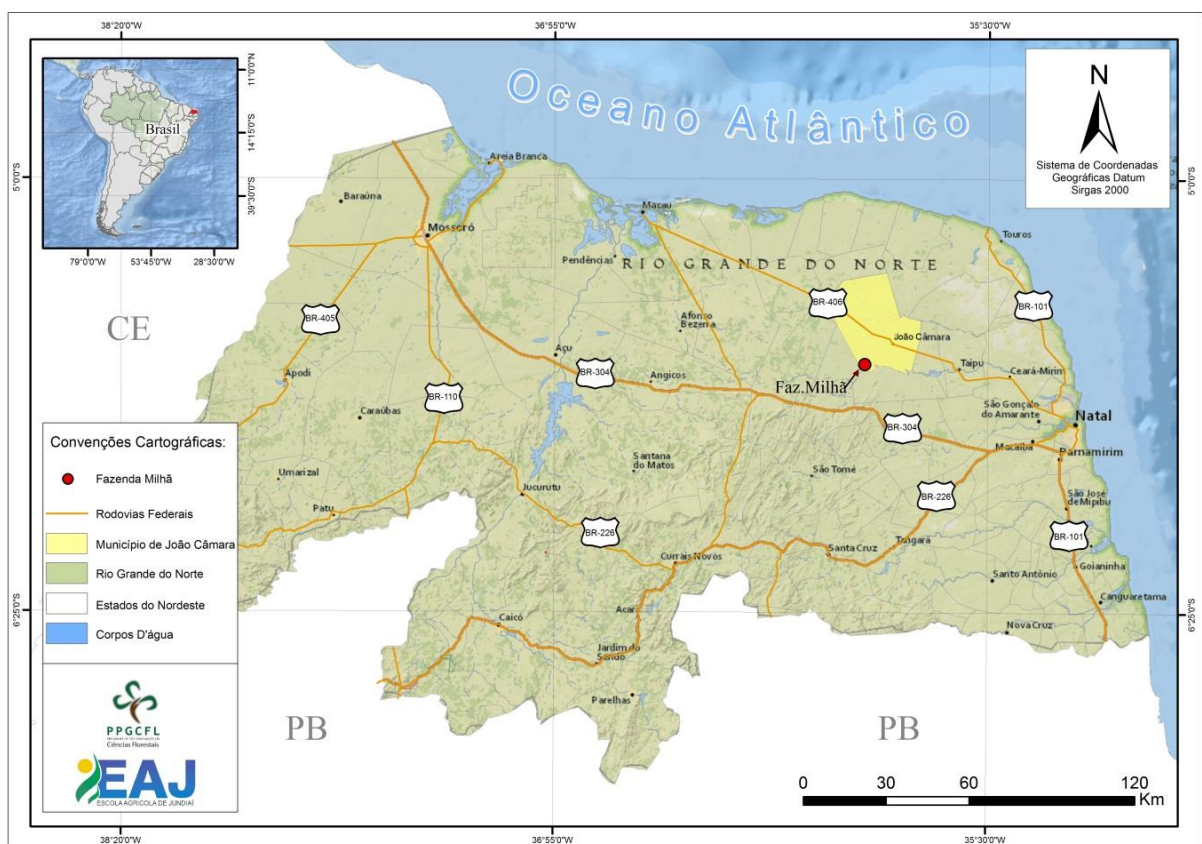 38°20'0"W
36°55'0"W
35°30'0"W
11°0'0"N
14°15'0"S
39°30'0"S
Brasil
79°0'0"W
53°45'0"W
28°30'0"W
Oceano Atlântico
N
Sistema de Coordenadas
Geográficas Datum
Sirgas 2000
5°0'0"S
5°0'0"S
Areia Branca
Baraúna
Mossoró
Macau
Touros
Pendências
RIO GRANDE DO NORTE
BR-406
BR-101
CE
BR-405
Afonso
Bezerra
João Câmara
Açu
Taipu
Ceará-Mirim
Apodi
BR-304
Angicos
Faz.Milhã
BR-110
Caraúbas
São Gonçalo
do Amarante
Natal
BR-304
Macaíba
Parnamirim
Santana
do Matos
São Tomé
Umarizal
Jucurutu
BR-226
São José
de Mipibu
Patu
BR-226
BR-101
Currais Novos
Santa Cruz
Tangará
Goianinha
Santo Antônio
Canguaretama
Acari
Caicó
Nova Cruz
Jardim do
Seridó
Parelhas
PB
PB
6°25'0"S
6°25'0"S
Convenções Cartográficas:
Fazenda Milhã
Rodovias Federais
Município de João Câmara
Rio Grande do Norte
Estados do Nordeste
Corpos D'água
PPGCFL
Ciências Florestais
EAJ
ESCOLA AGRÍCOLA DE JUNDIAÍ
0
30
60
120
Km
38°20'0"W
36°55'0"W
35°30'0"W